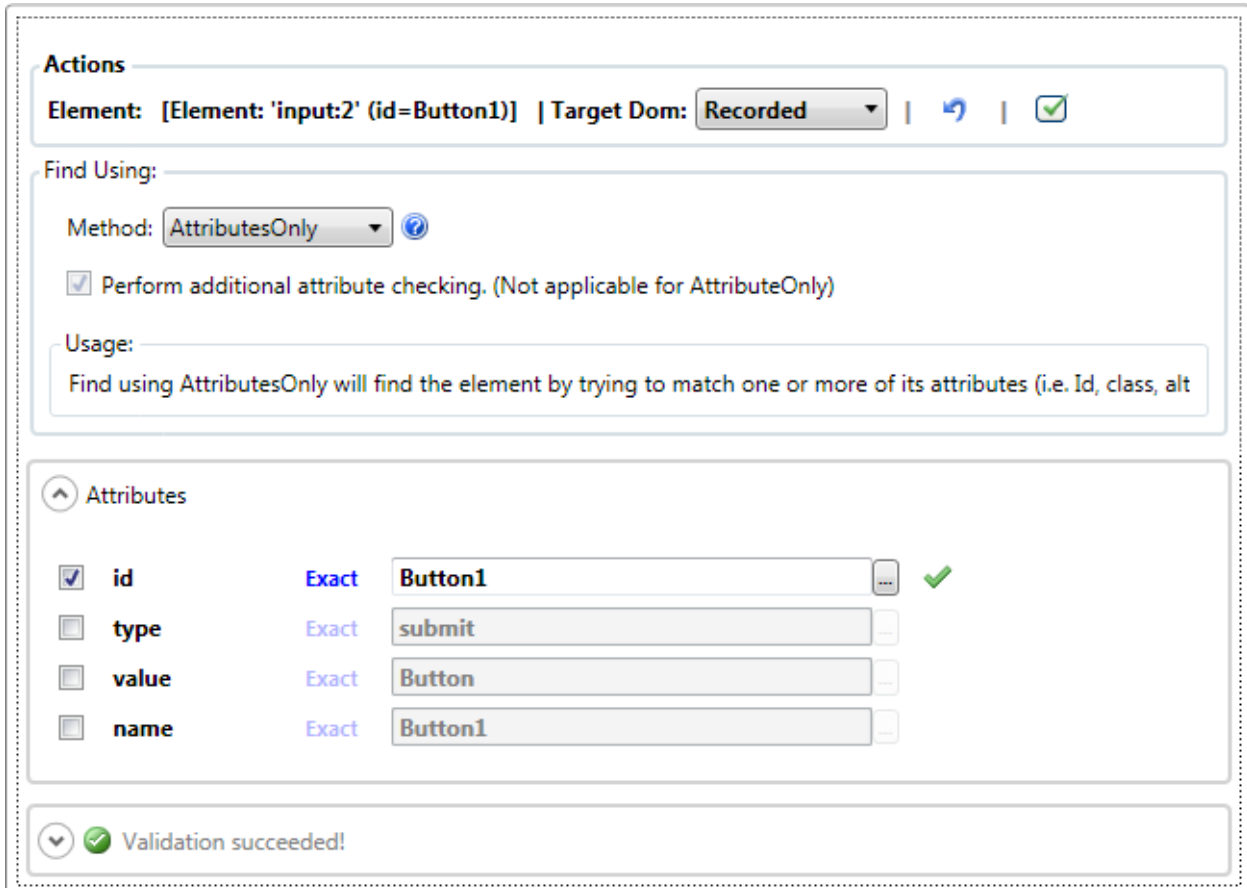 Actions
Element: [Element: 'input:2' (id=Button1)] | Target Dom: Recorded | |
Find Using:
Method: AttributesOnly ?
Perform additional attribute checking. (Not applicable for AttributeOnly)
Usage:
Find using AttributesOnly will find the element by trying to match one or more of its attributes (i.e. Id, class, alt
Attributes
id Exact Button1 ...
type Exact submit ...
value Exact Button ...
name Exact Button1 ...
Validation succeeded!